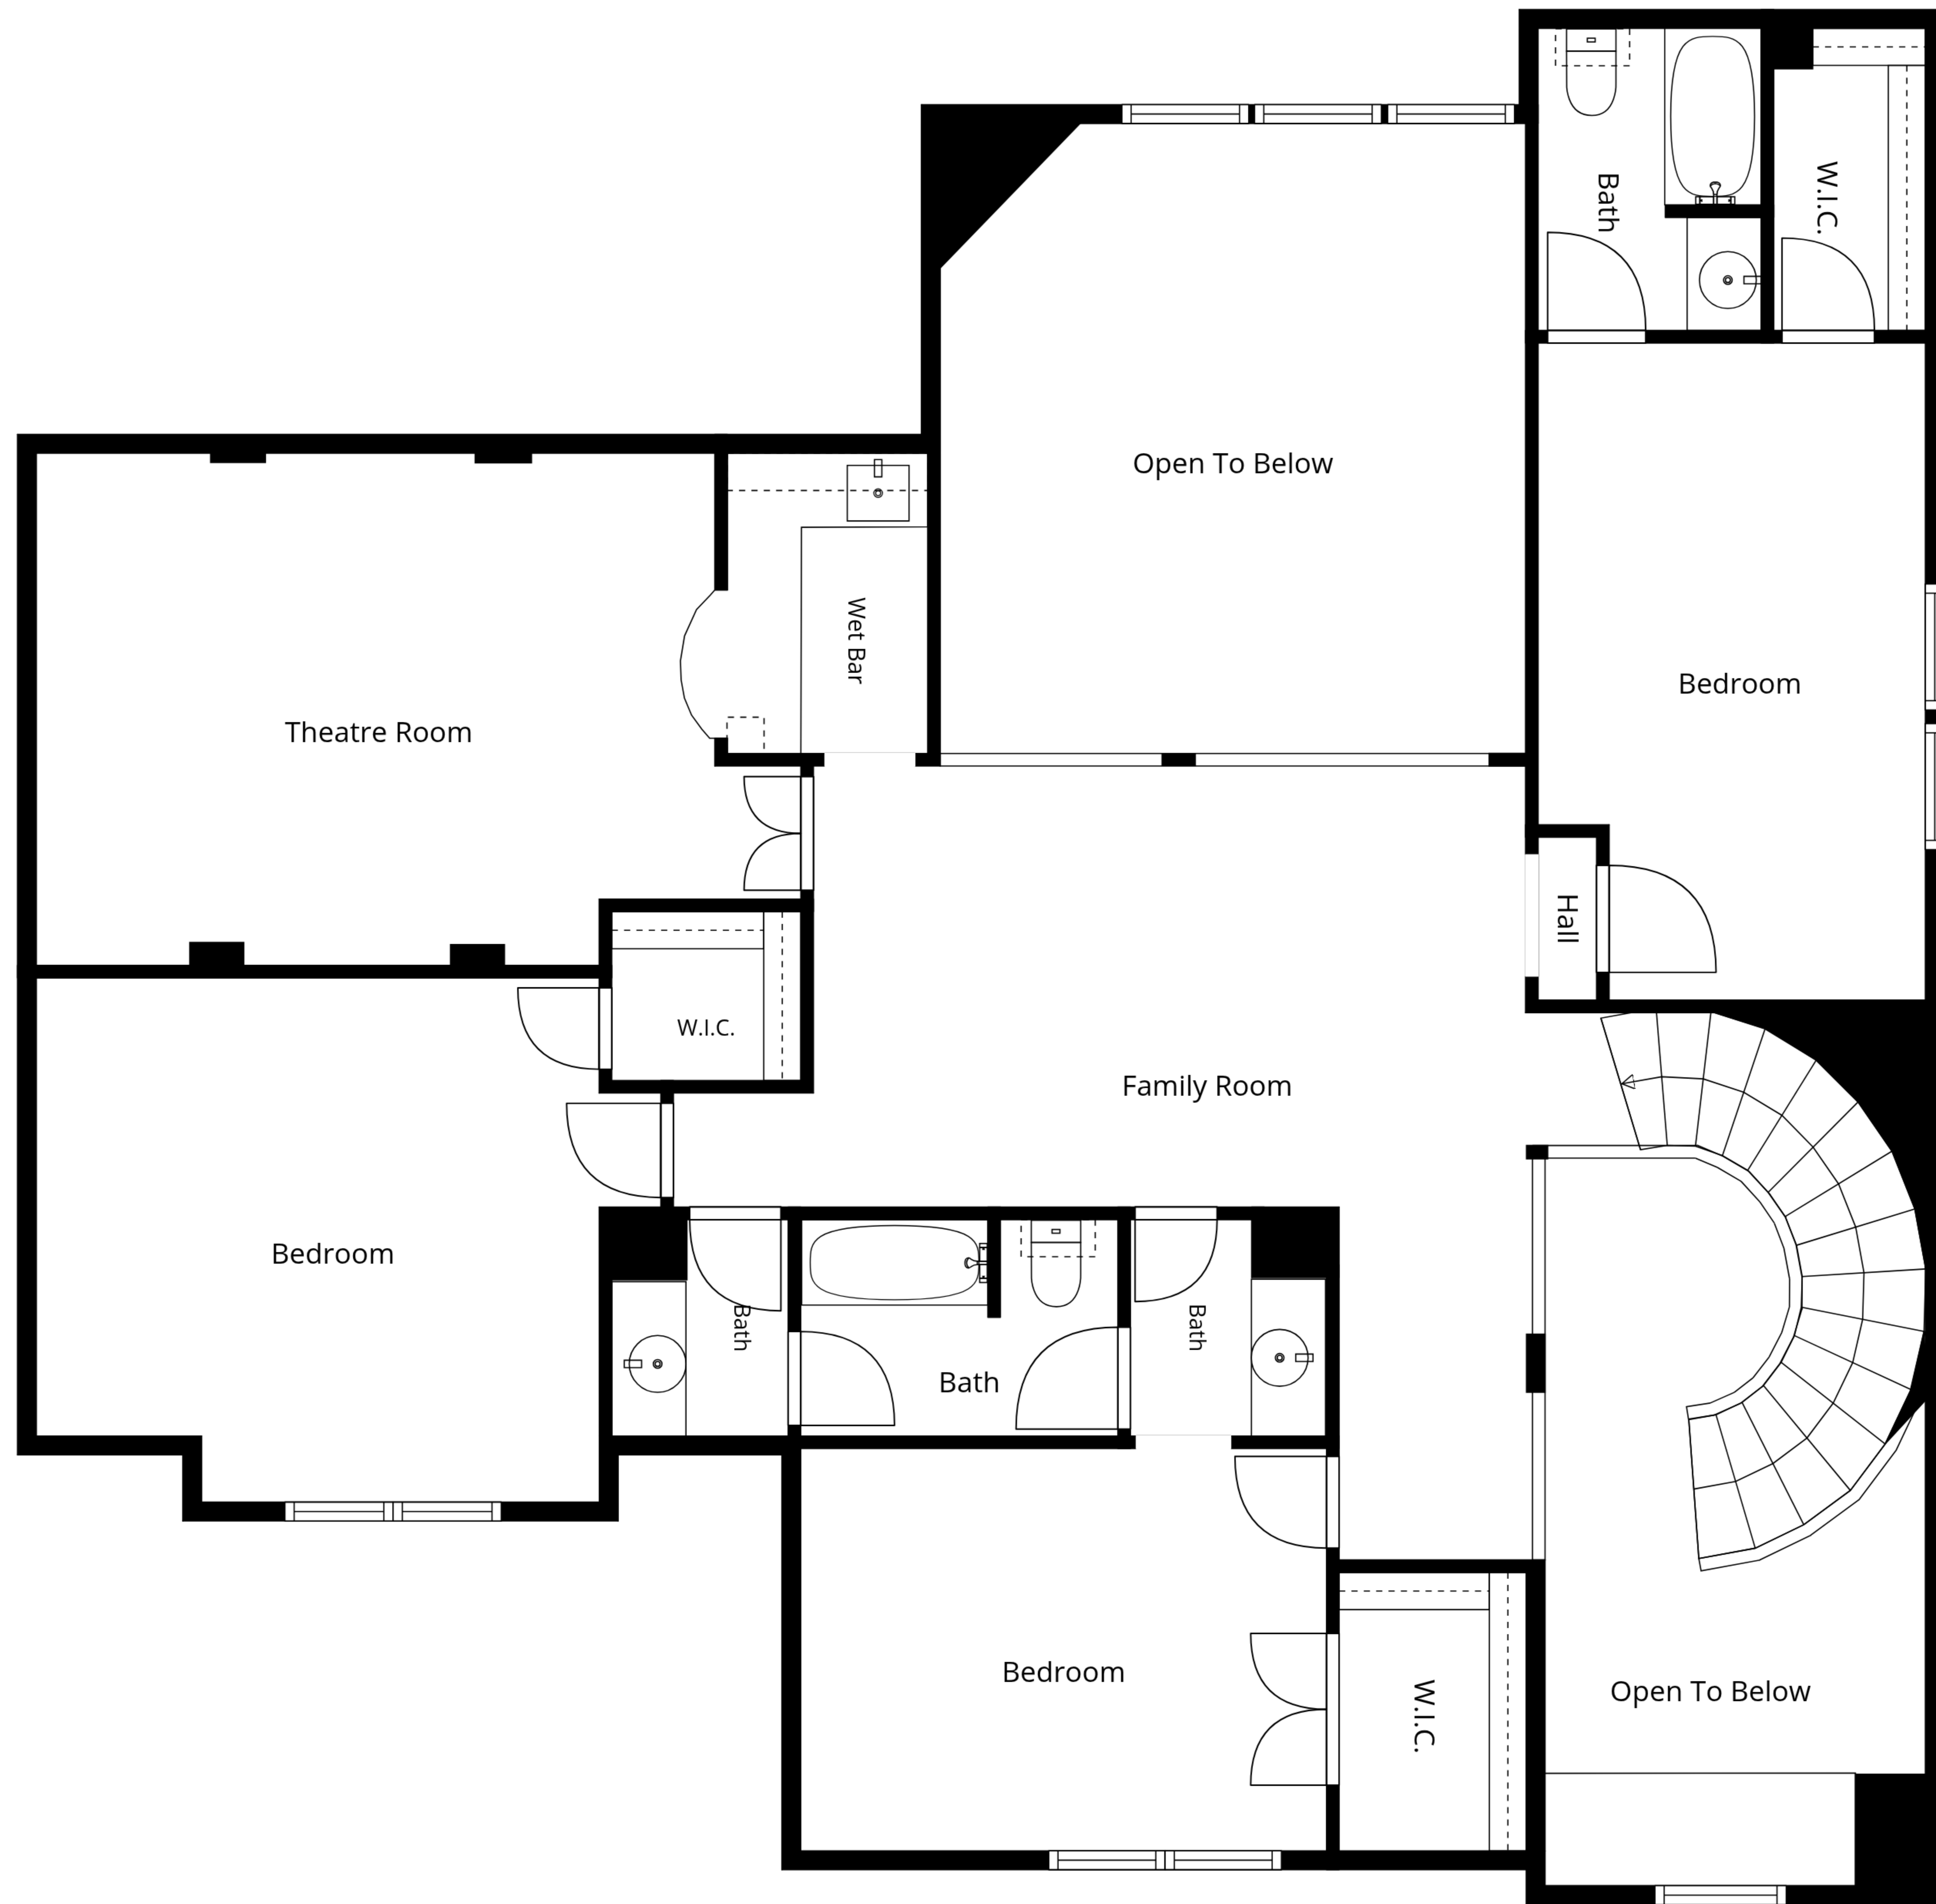 Bath
W.I.C.
Open To Below
Wet Bar
Bedroom
Theatre Room
Hall
W.I.C.
Family Room
Bedroom
Bath
Bath
Bath
Bedroom
W.I.C.
Open To Below